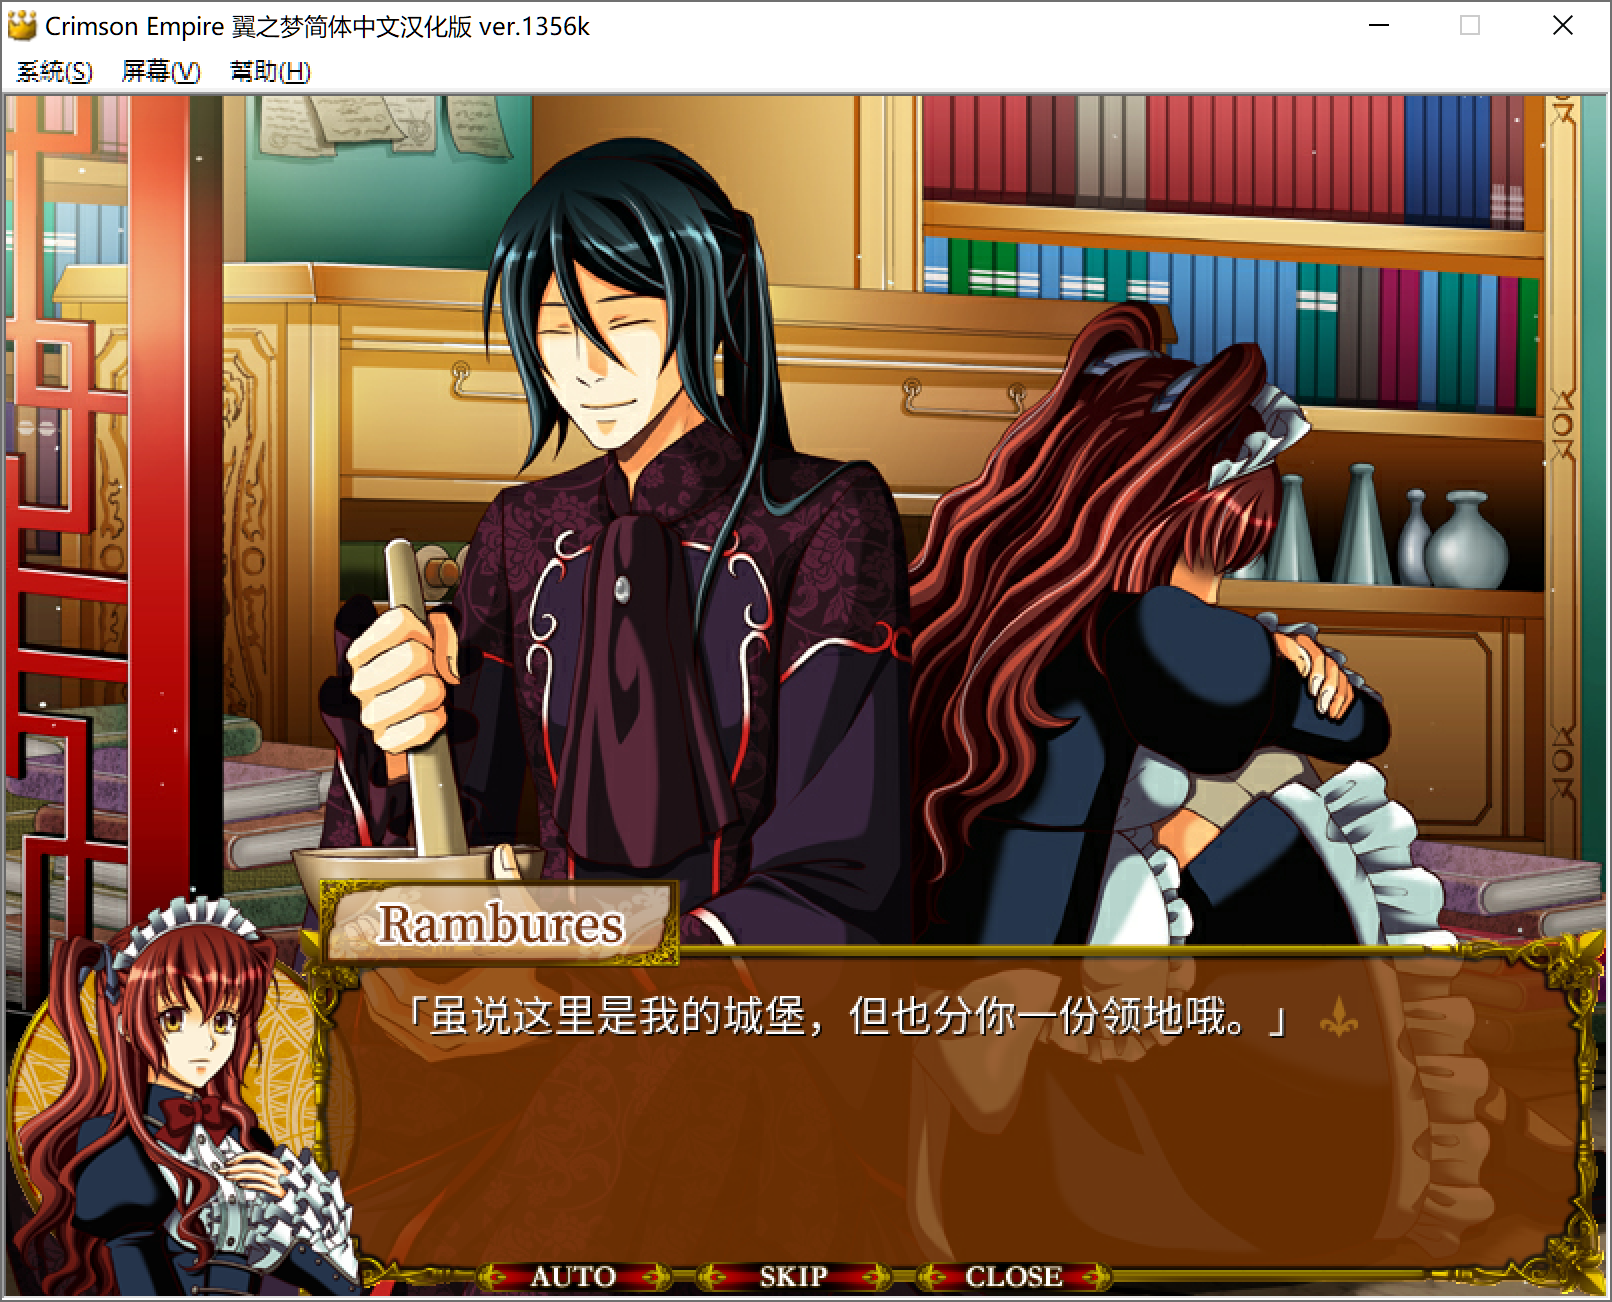 Crimson Empire 翼之梦简体中文汉化版 ver.1356k
系統(S) 屏幕(V) 幫助(H)
Rambures
「虽说这里是我的城堡，但也分你一份领地哦。」
AUTO SKIP CLOSE